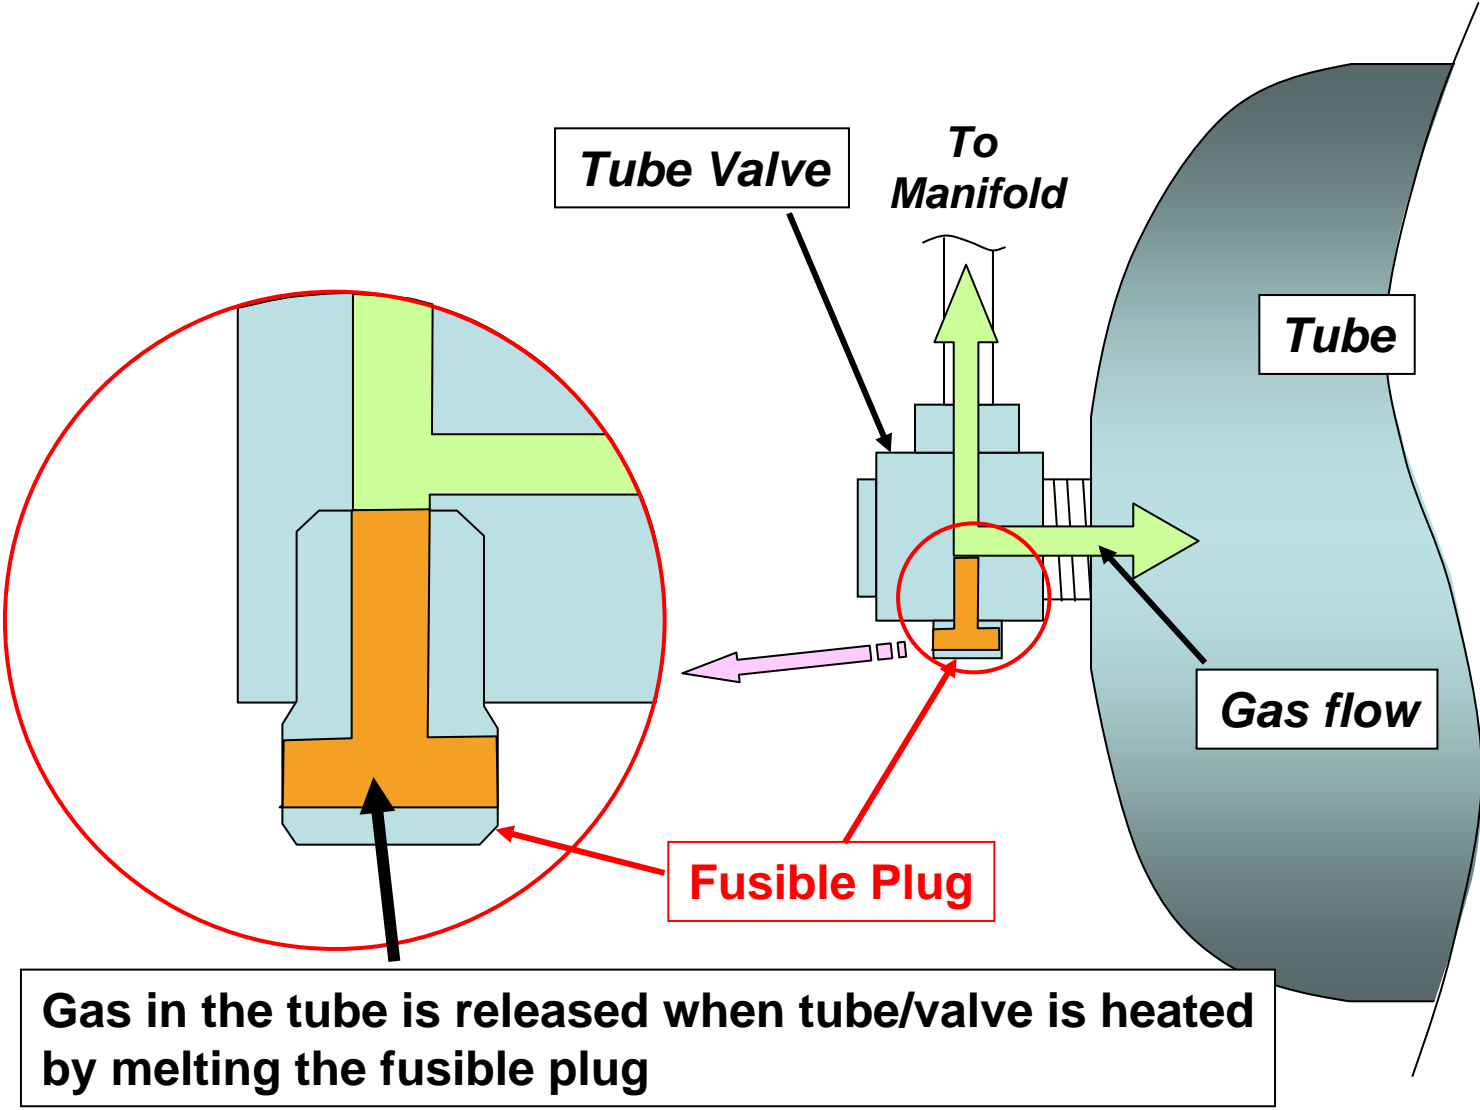 Tube Valve
To
Manifold
Tube
Gas flow
Fusible Plug
Gas in the tube is released when tube/valve is heated
by melting the fusible plug